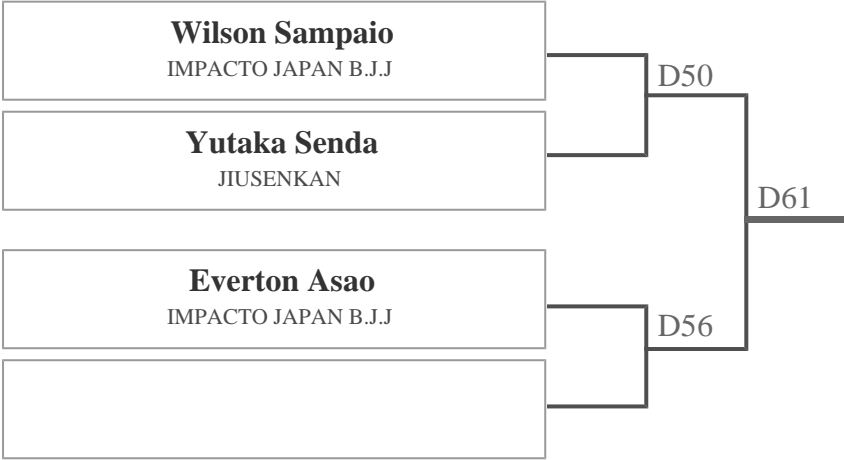 Wilson Sampaio
IMPACTO JAPAN B.J.J
D50
Yutaka Senda
JIUSENKAN
D61
Everton Asao
IMPACTO JAPAN B.J.J
D56